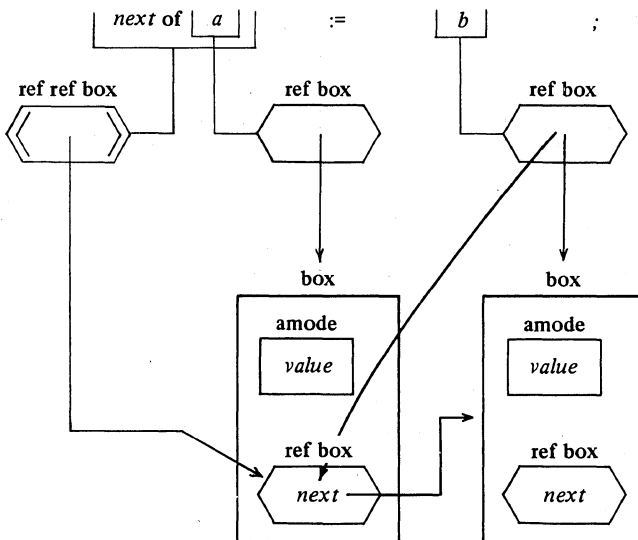 next of a := b ;
ref ref box ref box ref box
box box
amode amode
value value
ref box ref box
next next